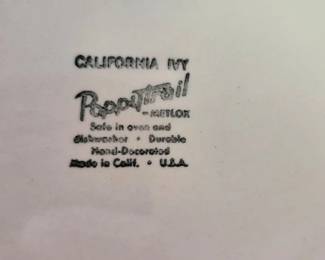 CALIFORNIA IVY
Poppytrail
-METLOX
Safe in oven and
dishwasher • Durable
Hand-Decorated
Made in Calif. • U.S.A.